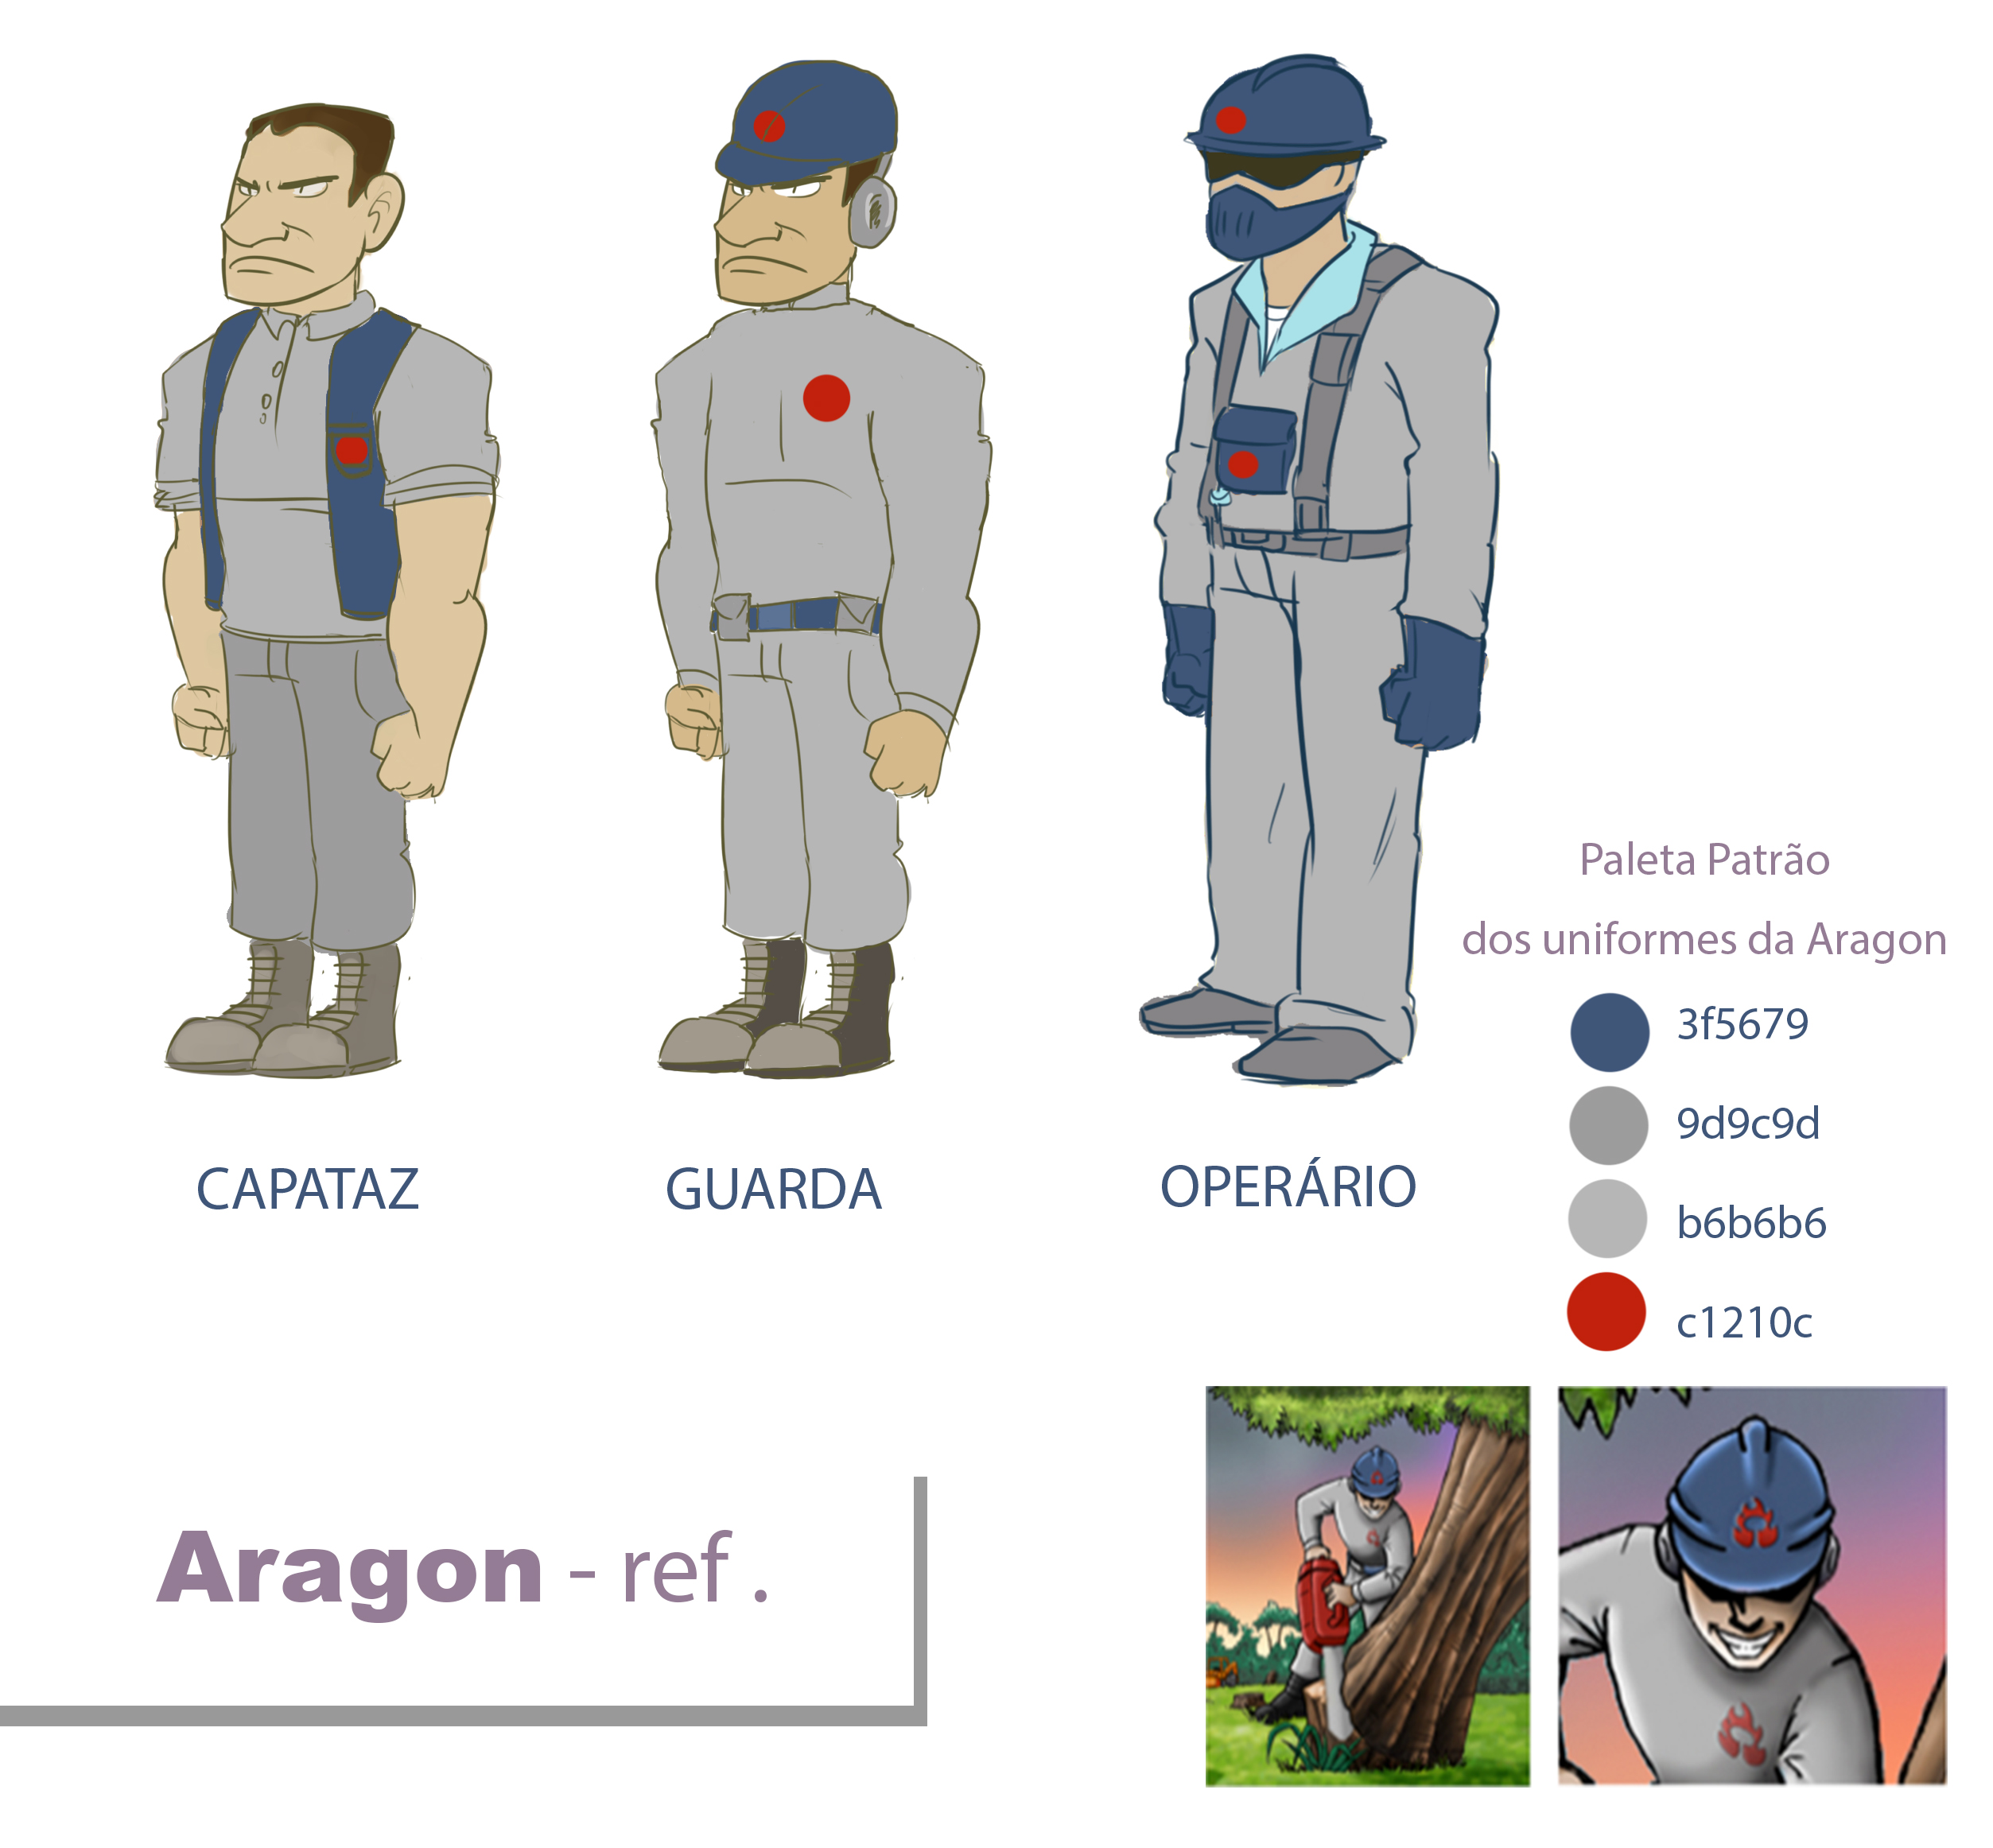 CAPATAZ
GUARDA
OPERÁRIO
Paleta Patrão
dos uniformes da Aragon
3f5679
9d9c9d
b6b6b6
c1210c
Aragon - ref .